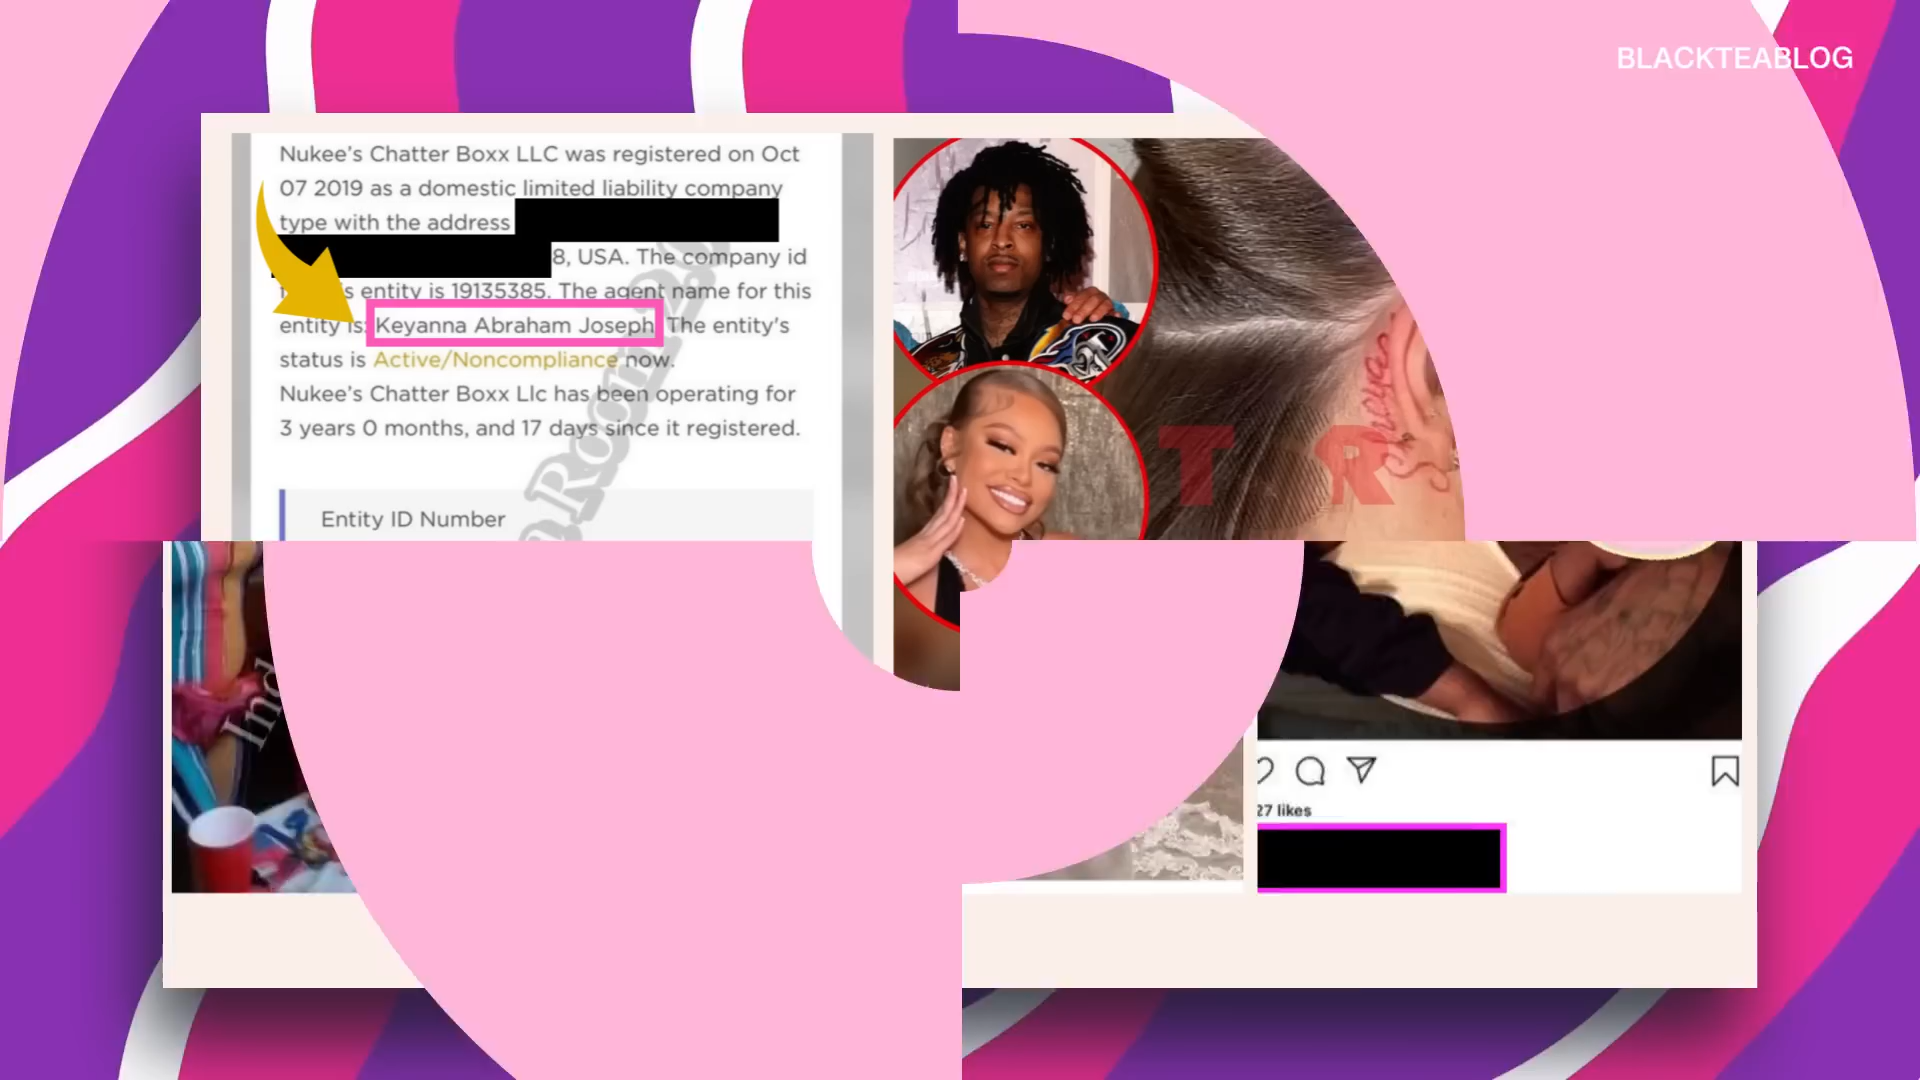 BLACKTEABLOG
Nukee's Chatter Boxx LLC was registered on Oct
07 2019 as a domestic limited liability company
type with the address
8, USA. The company id
s entity is 19135385. The agent name for this
entity is: Keyanna Abraham Joseph The entity's
status is Active/Noncompliance now.
Nukee's Chatter Boxx Llc has been operating for
3 years 0 months, and 17 days since it registered.
Entity ID Number
T R
27 likes